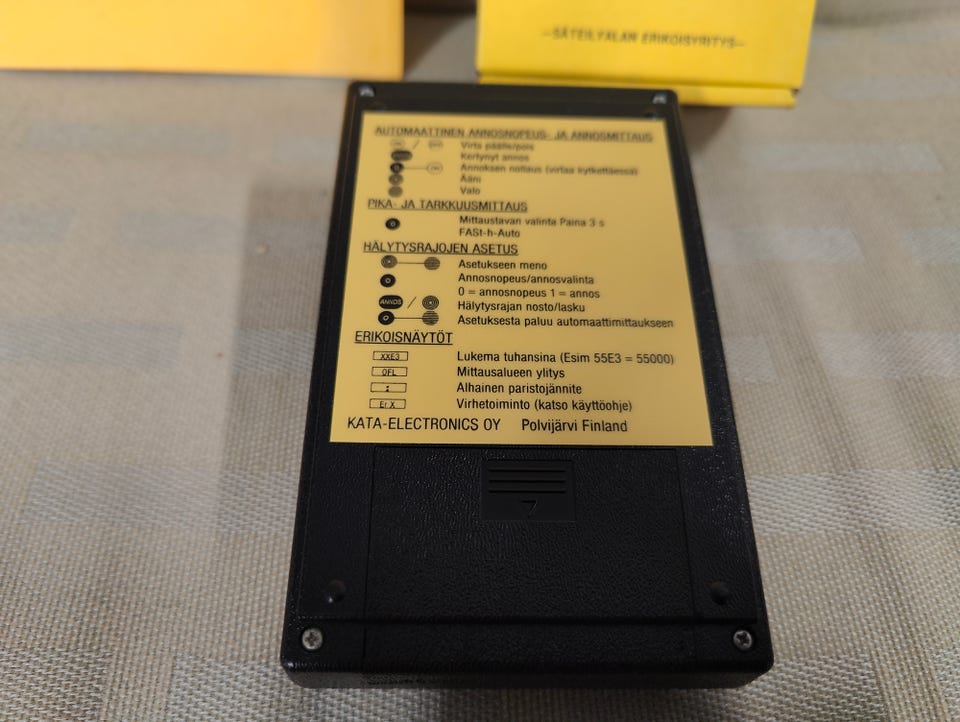 –SÄTEILYALAN ERIKOISYRITYS–
AUTOMAATTINEN ANNOSNOPEUS- JA ANNOSMITTAUS
/ Virta päälle/pois
Kertynyt annos
Annoksen nollaus (virtaa kytkettäessä)
Ääni
Valo
PIKA- JA TARKKUUSMITTAUS
Mittaustavan valinta Paina 3 s
FASt-h-Auto
HÄLYTYSRAJOJEN ASETUS
Asetukseen meno
Annosnopeus/annosvalinta
0 = annosnopeus 1 = annos
ANNOS / Hälytysrajan nosto/lasku
Asetuksesta paluu automaattimittaukseen
ERIKOISNÄYTÖT
XXE3 Lukema tuhansina (Esim 55E3 = 55000)
OFL Mittausalueen ylitys
: Alhainen paristojännite
Er X Virhetoiminto (katso käyttöohje)
KATA-ELECTRONICS OY Polvijärvi Finland